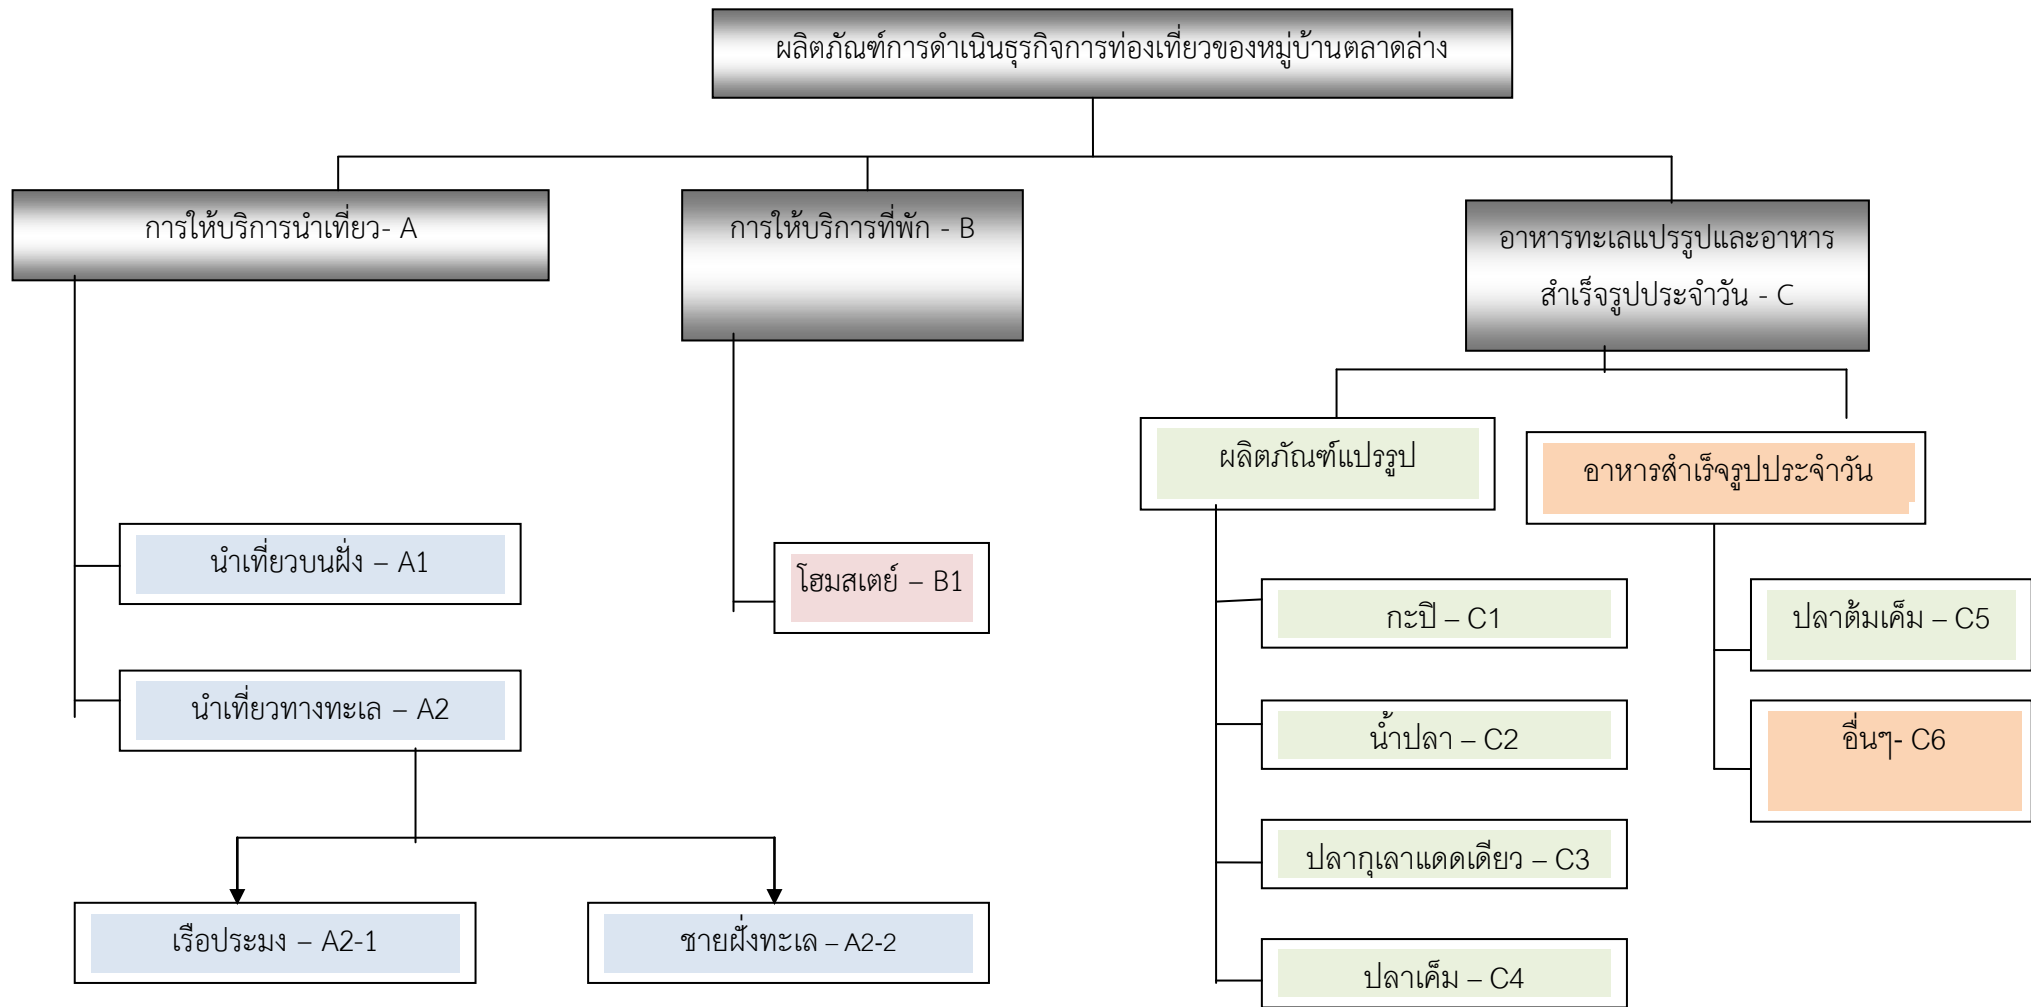 ผลิตภัณฑ์การดำเนินธุรกิจการท่องเที่ยวของหมู่บ้านตลาดล่าง
การให้บริการนำเที่ยว- A
การให้บริการที่พัก - B
อาหารทะเลแปรรูปและอาหาร
สำเร็จรูปประจำวัน - C
ผลิตภัณฑ์แปรรูป
อาหารสำเร็จรูปประจำวัน
นำเที่ยวบนฝั่ง – A1
โฮมสเตย์ – B1
กะปิ – C1
ปลาต้มเค็ม – C5
นำเที่ยวทางทะเล – A2
น้ำปลา – C2
อื่นๆ- C6
ปลากุเลาแดดเดียว – C3
เรือประมง – A2-1
ชายฝั่งทะเล – A2-2
ปลาเค็ม – C4